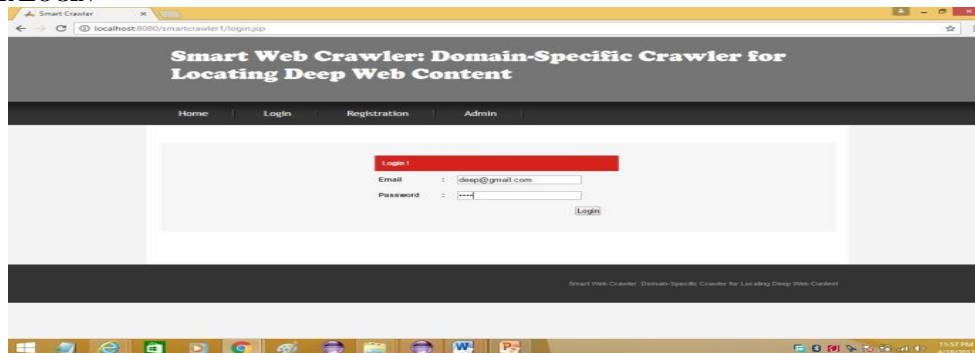 Smart Crawler
localhost:8080/smartcrawler1/login.jsp
Smart Web Crawler: Domain-Specific Crawler for
Locating Deep Web Content
Home Login Registration Admin
Login !
Email : deep@gmail.com
Password : ----
Login
Smart Web Crawler: Domain-Specific Crawler for Locating Deep Web Content